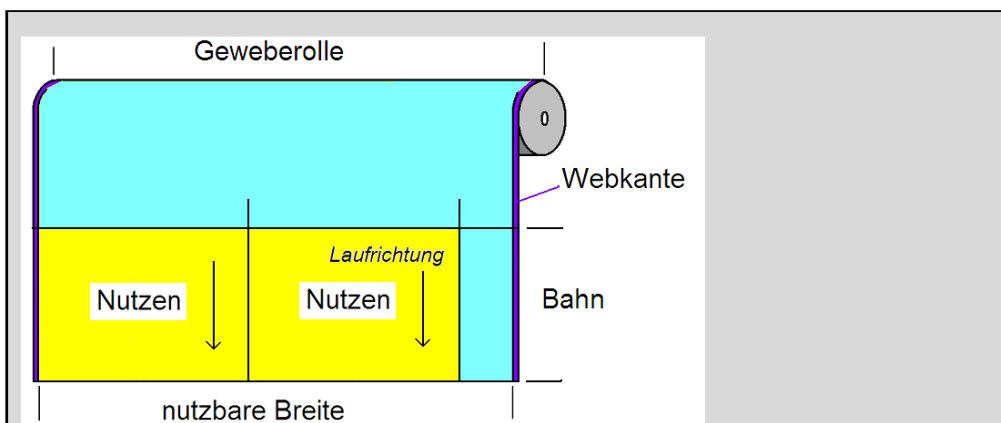 Geweberolle
0
Webkante
Laufrichtung
Nutzen
Nutzen
Bahn
nutzbare Breite